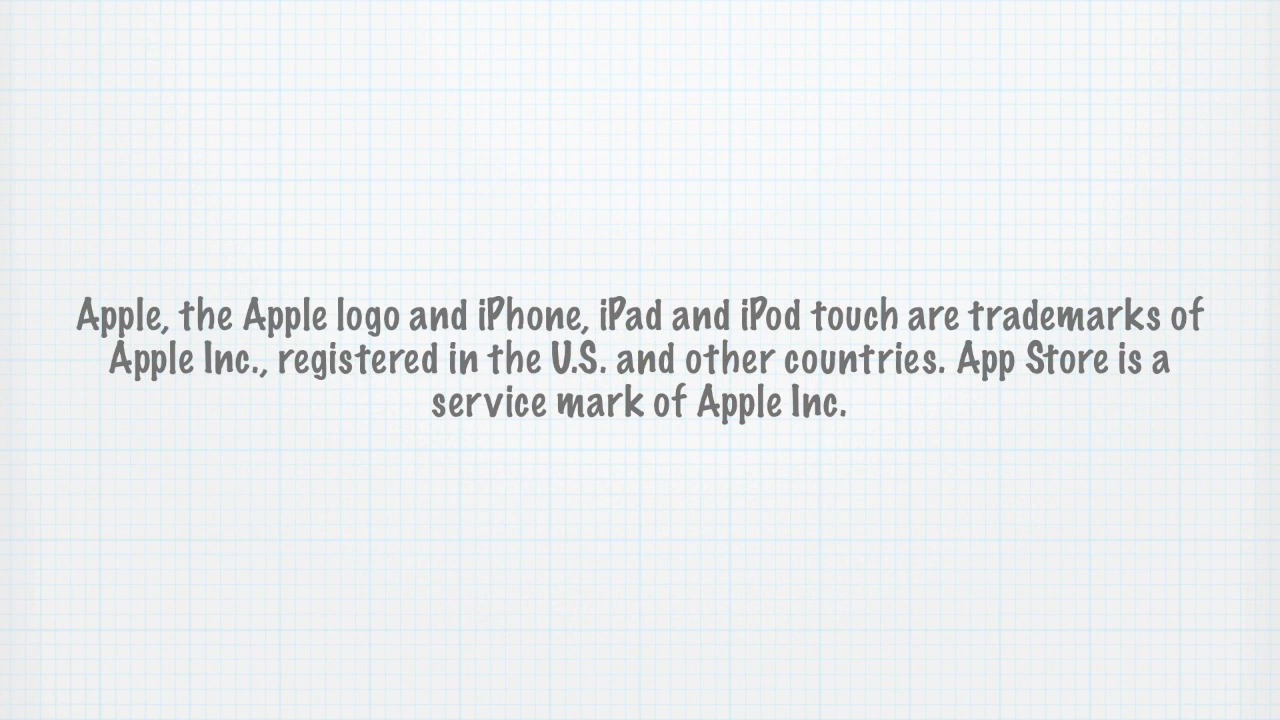 Apple, the Apple logo and iPhone, iPad and iPod touch are trademarks of
Apple Inc., registered in the U.S. and other countries. App Store is a
service mark of Apple Inc.